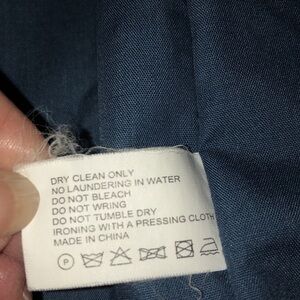 DRY CLEAN ONLY
NO LAUNDERING IN WATER
DO NOT BLEACH
DO NOT WRING
DO NOT TUMBLE DRY
IRONING WITH A PRESSING CLOTH
MADE IN CHINA
P